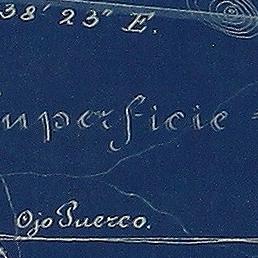 38' 23" E.
uperficie =
Ojo Puerco.